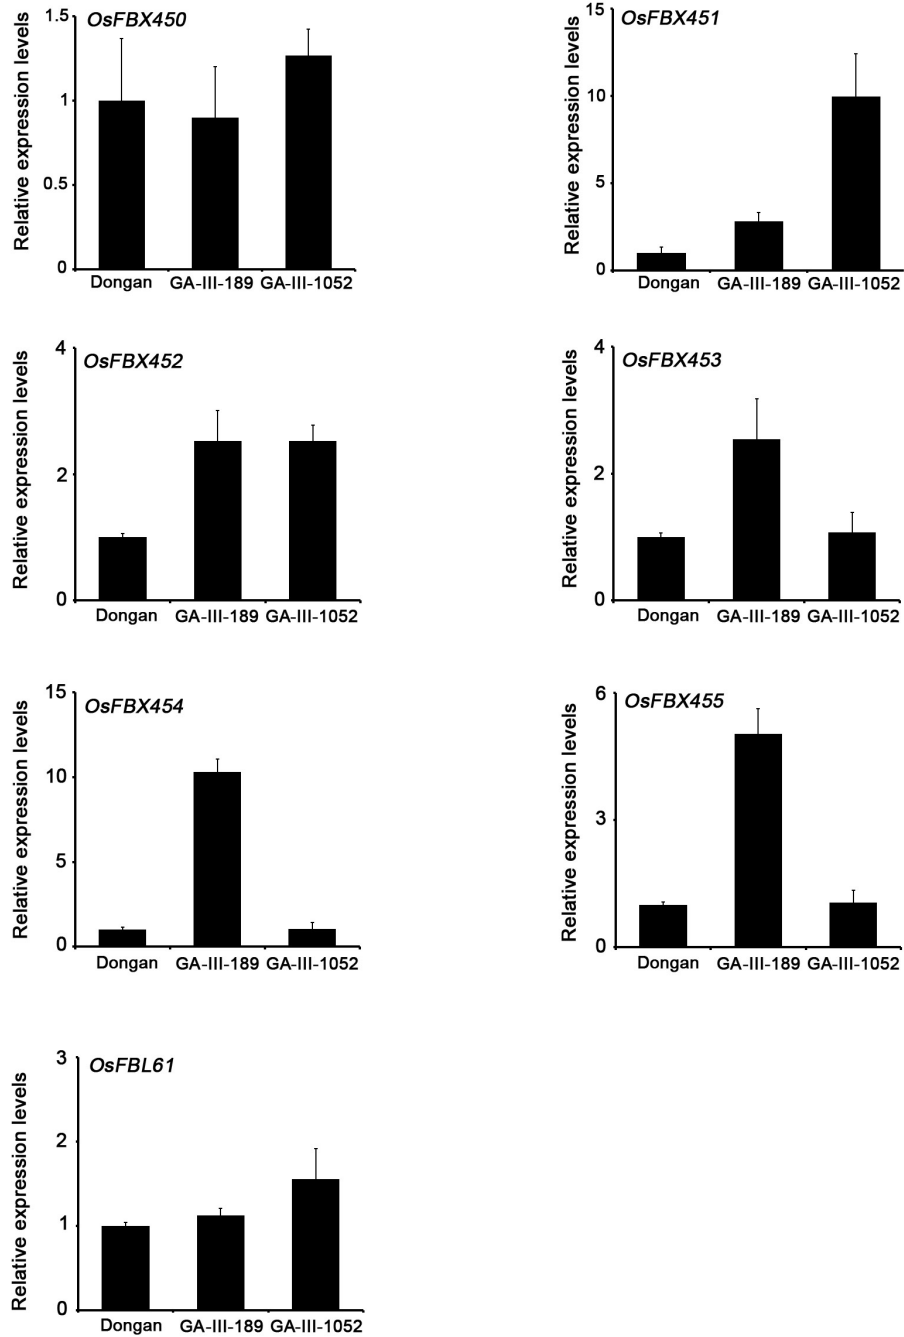 OsFBX450
Relative expression levels
1.5
1
0.5
0
Dongan GA-III-189 GA-III-1052
OsFBX451
Relative expression levels
15
10
5
0
Dongan GA-III-189 GA-III-1052
OsFBX452
Relative expression levels
4
2
0
Dongan GA-III-189 GA-III-1052
OsFBX453
Relative expression levels
4
2
0
Dongan GA-III-189 GA-III-1052
OsFBX454
Relative expression levels
15
10
5
0
Dongan GA-III-189 GA-III-1052
OsFBX455
Relative expression levels
6
3
0
Dongan GA-III-189 GA-III-1052
OsFBL61
Relative expression levels
3
2
1
0
Dongan GA-III-189 GA-III-1052